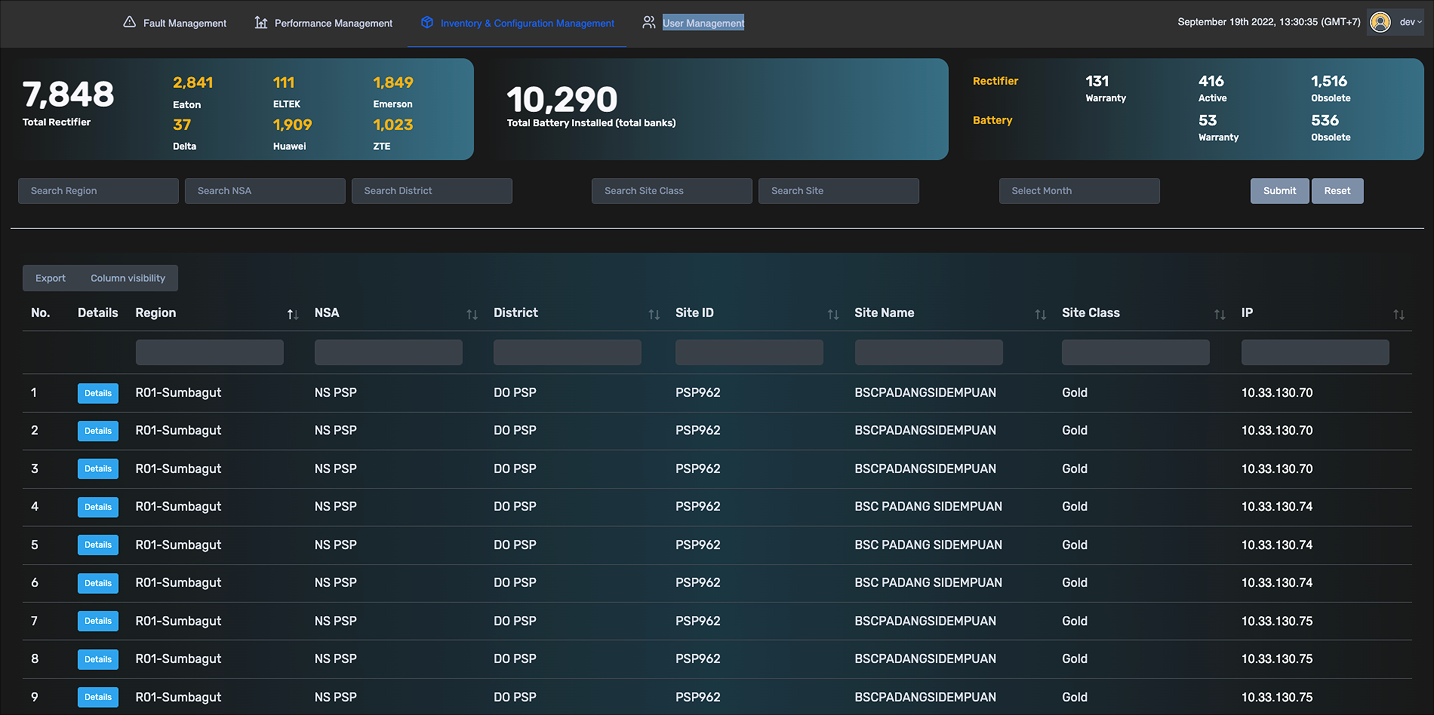 Fault Management Performance Management Inventory & Configuration Management User Management September 19th 2022, 13:30:35 (GMT+7) dev
7,848
Total Rectifier
2,841 111 1,849
Eaton ELTEK Emerson
37 1,909 1,023
Delta Huawei ZTE
10,290
Total Battery Installed (total banks)
Rectifier 131 416 1,516
Warranty Active Obsolete
Battery 53 536
Warranty Obsolete
Search Region Search NSA Search District Search Site Class Search Site Select Month Submit Reset
Export Column visibility
No. Details Region NSA District Site ID Site Name Site Class IP
1 Details R01-Sumbagut NS PSP DO PSP PSP962 BSCPADANGSIDEMPUAN Gold 10.33.130.70
2 Details R01-Sumbagut NS PSP DO PSP PSP962 BSCPADANGSIDEMPUAN Gold 10.33.130.70
3 Details R01-Sumbagut NS PSP DO PSP PSP962 BSCPADANGSIDEMPUAN Gold 10.33.130.70
4 Details R01-Sumbagut NS PSP DO PSP PSP962 BSC PADANG SIDEMPUAN Gold 10.33.130.74
5 Details R01-Sumbagut NS PSP DO PSP PSP962 BSC PADANG SIDEMPUAN Gold 10.33.130.74
6 Details R01-Sumbagut NS PSP DO PSP PSP962 BSC PADANG SIDEMPUAN Gold 10.33.130.74
7 Details R01-Sumbagut NS PSP DO PSP PSP962 BSCPADANGSIDEMPUAN Gold 10.33.130.75
8 Details R01-Sumbagut NS PSP DO PSP PSP962 BSCPADANGSIDEMPUAN Gold 10.33.130.75
9 Details R01-Sumbagut NS PSP DO PSP PSP962 BSCPADANGSIDEMPUAN Gold 10.33.130.75